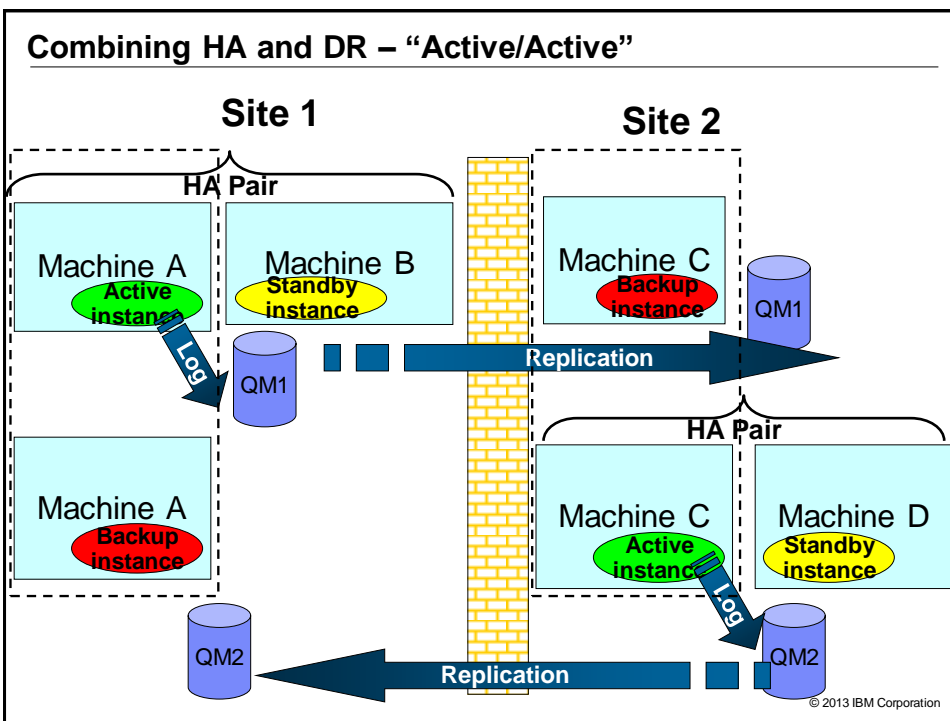 Combining HA and DR – “Active/Active”
Site 1
Site 2
HA Pair
Machine A
Active
instance
Machine B
Standby
instance
Machine C
Backup
instance
QM1
Log
QM1
Replication
HA Pair
Machine A
Backup
instance
Machine C
Active
instance
Machine D
Standby
instance
Log
QM2
QM2
Replication
© 2013 IBM Corporation